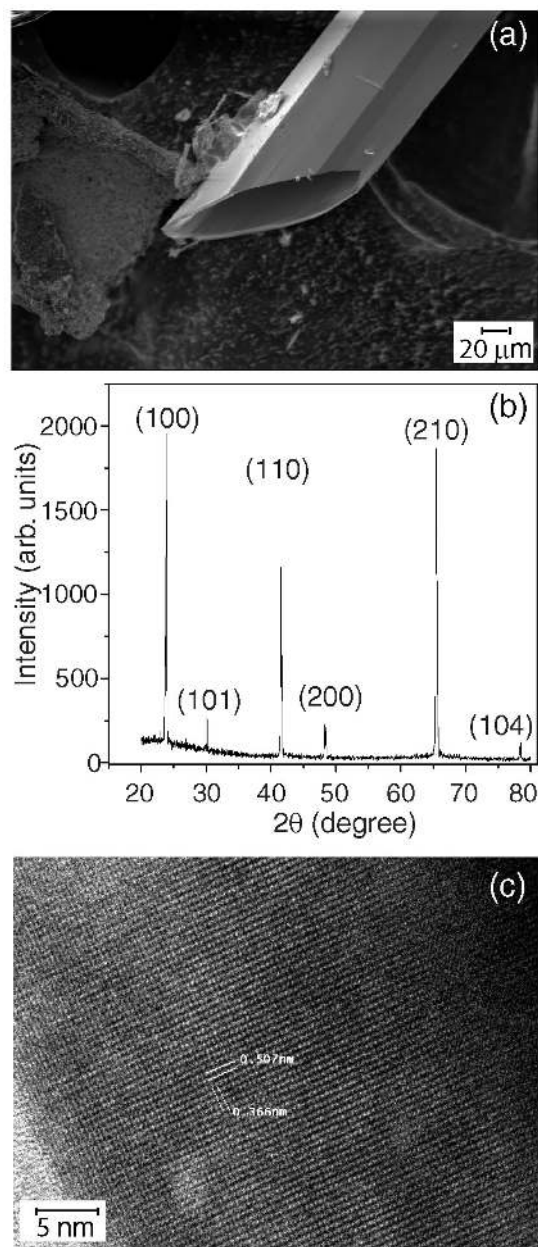 (a)
20 μm
(b)
(100)
(210)
(110)
(101)
(200)
(104)
Intensity (arb. units)
2000
1500
1000
500
0
20 30 40 50 60 70 80
2θ (degree)
(c)
0.507nm
0.366nm
5 nm